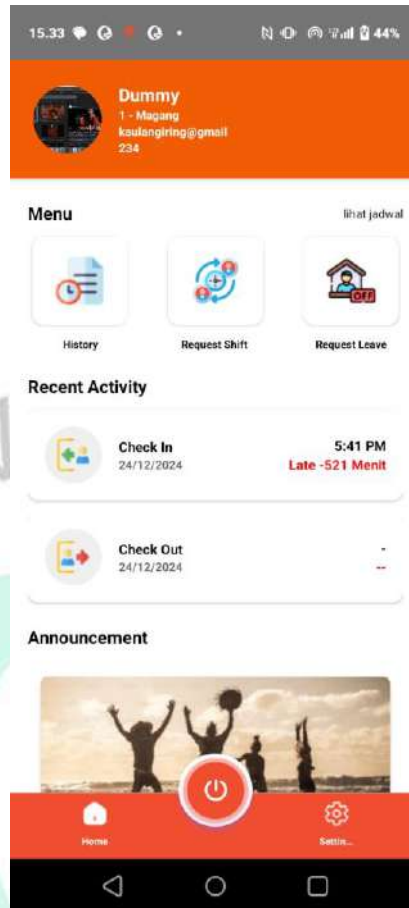 15.33
44%
Dummy
1 - Magang
kaulangiring@gmail
234
Menu
lihat jadwal
History
Request Shift
OFF
Request Leave
Recent Activity
Check In
5:41 PM
24/12/2024
Late -521 Menit
Check Out
-
24/12/2024
--
Announcement
Home
Settin...